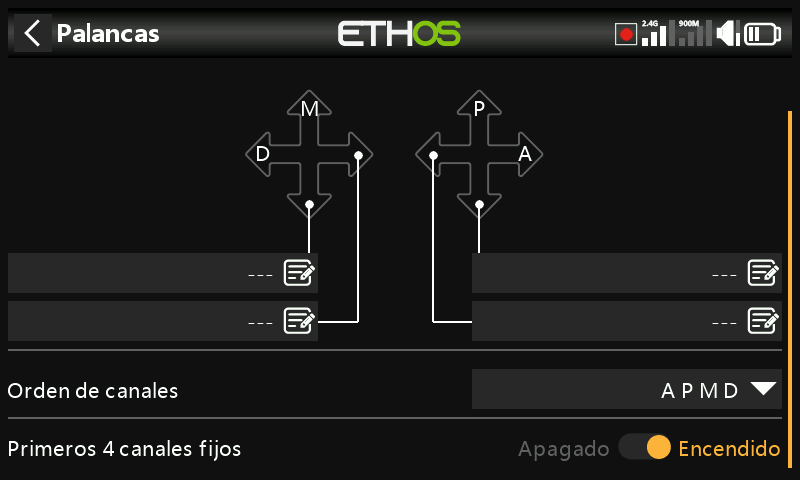 Palancas
ETHOS
2.4G
900M
M
P
D
A
---
---
---
---
Orden de canales
A P M D
Primeros 4 canales fijos
Apagado
Encendido